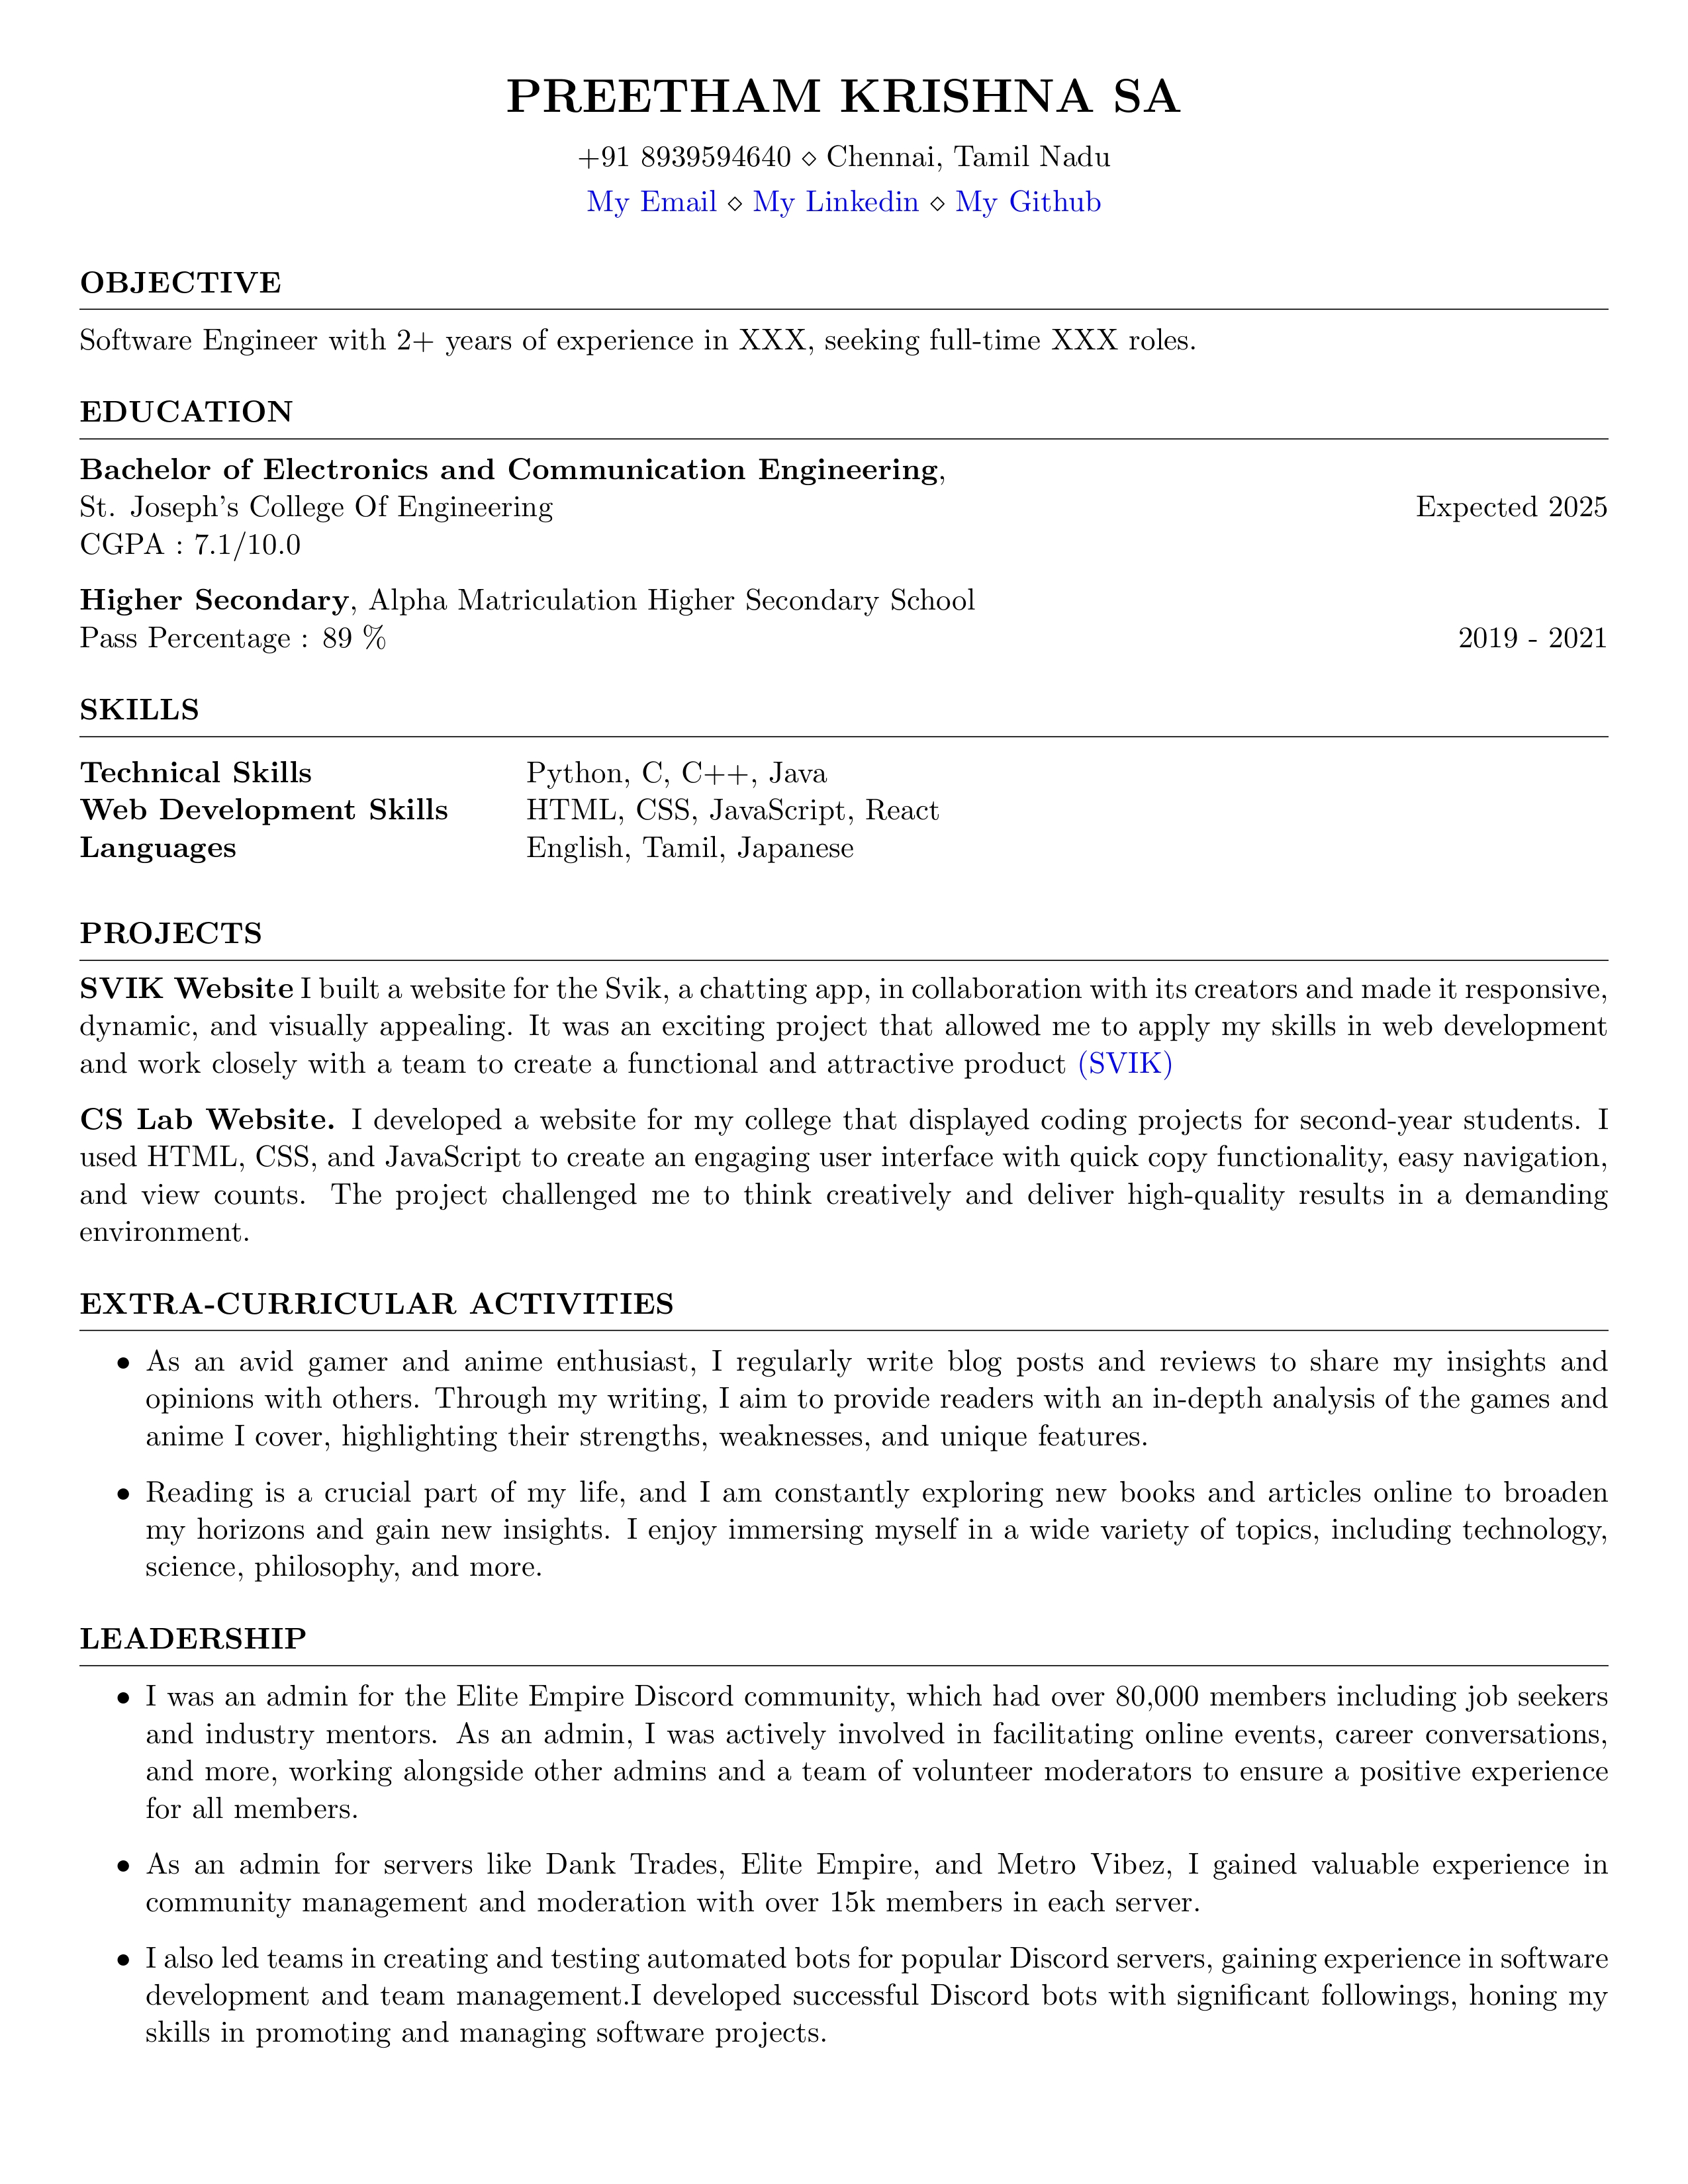 PREETHAM KRISHNA SA
+91 8939594640 ⋄ Chennai, Tamil Nadu
My Email ⋄ My Linkedin ⋄ My Github
OBJECTIVE
Software Engineer with 2+ years of experience in XXX, seeking full-time XXX roles.
EDUCATION
Bachelor of Electronics and Communication Engineering,
St. Joseph's College Of Engineering Expected 2025
CGPA : 7.1/10.0
Higher Secondary, Alpha Matriculation Higher Secondary School
Pass Percentage : 89 % 2019 - 2021
SKILLS
Technical Skills Python, C, C++, Java
Web Development Skills HTML, CSS, JavaScript, React
Languages English, Tamil, Japanese
PROJECTS
SVIK Website I built a website for the Svik, a chatting app, in collaboration with its creators and made it responsive,
dynamic, and visually appealing. It was an exciting project that allowed me to apply my skills in web development
and work closely with a team to create a functional and attractive product (SVIK)
CS Lab Website. I developed a website for my college that displayed coding projects for second-year students. I
used HTML, CSS, and JavaScript to create an engaging user interface with quick copy functionality, easy navigation,
and view counts. The project challenged me to think creatively and deliver high-quality results in a demanding
environment.
EXTRA-CURRICULAR ACTIVITIES
• As an avid gamer and anime enthusiast, I regularly write blog posts and reviews to share my insights and
opinions with others. Through my writing, I aim to provide readers with an in-depth analysis of the games and
anime I cover, highlighting their strengths, weaknesses, and unique features.
• Reading is a crucial part of my life, and I am constantly exploring new books and articles online to broaden
my horizons and gain new insights. I enjoy immersing myself in a wide variety of topics, including technology,
science, philosophy, and more.
LEADERSHIP
• I was an admin for the Elite Empire Discord community, which had over 80,000 members including job seekers
and industry mentors. As an admin, I was actively involved in facilitating online events, career conversations,
and more, working alongside other admins and a team of volunteer moderators to ensure a positive experience
for all members.
• As an admin for servers like Dank Trades, Elite Empire, and Metro Vibez, I gained valuable experience in
community management and moderation with over 15k members in each server.
• I also led teams in creating and testing automated bots for popular Discord servers, gaining experience in software
development and team management.I developed successful Discord bots with significant followings, honing my
skills in promoting and managing software projects.